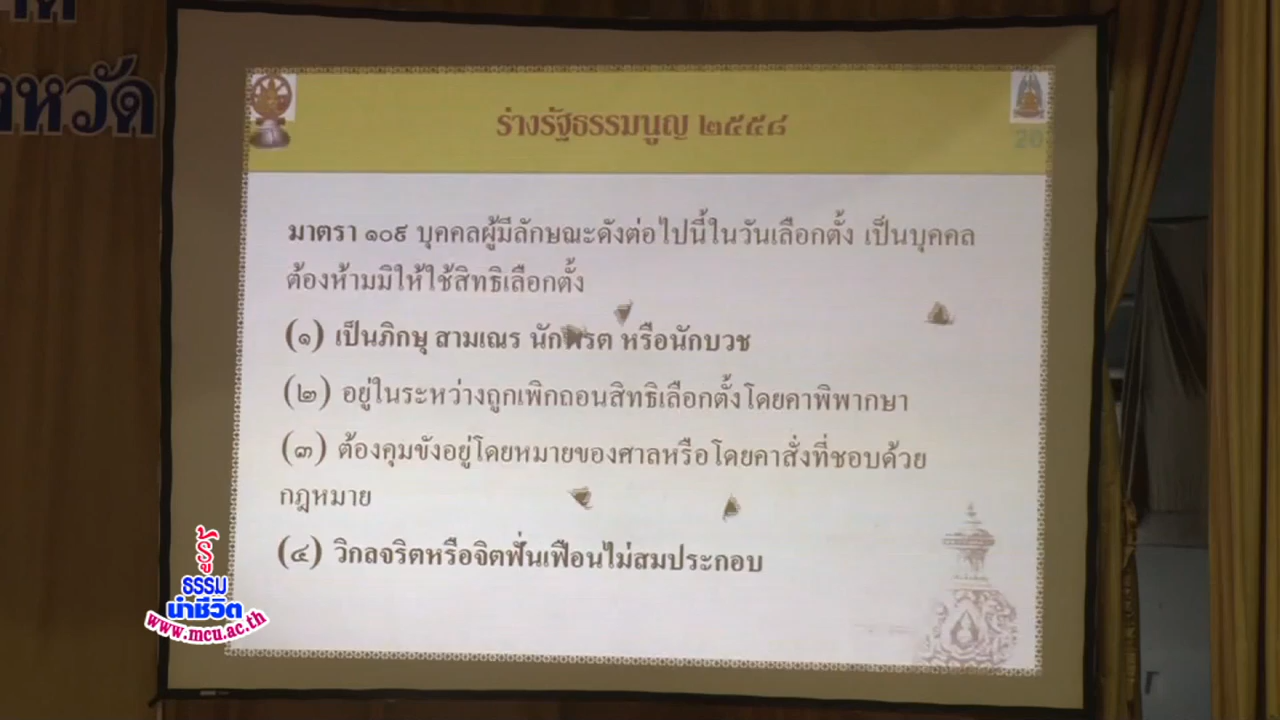 งหวัด
ร่างรัฐธรรมนูญ ๒๕๕๘
20
มาตรา ๑๐๙ บุคคลผู้มีลักษณะดังต่อไปนี้ในวันเลือกตั้ง เป็นบุคคล
ต้องห้ามมิให้ใช้สิทธิเลือกตั้ง
(๑) เป็นภิกษุ สามเณร นักพรต หรือนักบวช
(๒) อยู่ในระหว่างถูกเพิกถอนสิทธิเลือกตั้งโดยคาพิพากษา
(๓) ต้องคุมขังอยู่โดยหมายของศาลหรือโดยคาสั่งที่ชอบด้วย
กฎหมาย
(๔) วิกลจริตหรือจิตฟั่นเฟือนไม่สมประกอบ
รู้
ธรรม
นำชีวิต
www.mcu.ac.th